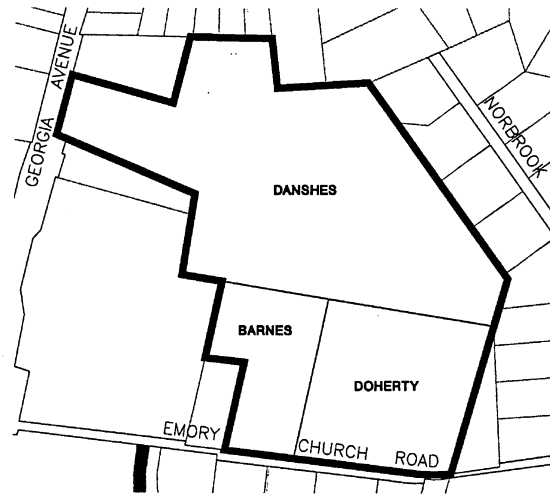 GEORGIA AVENUE
NORBROOK
DANSHES
BARNES
DOHERTY
EMORY CHURCH ROAD